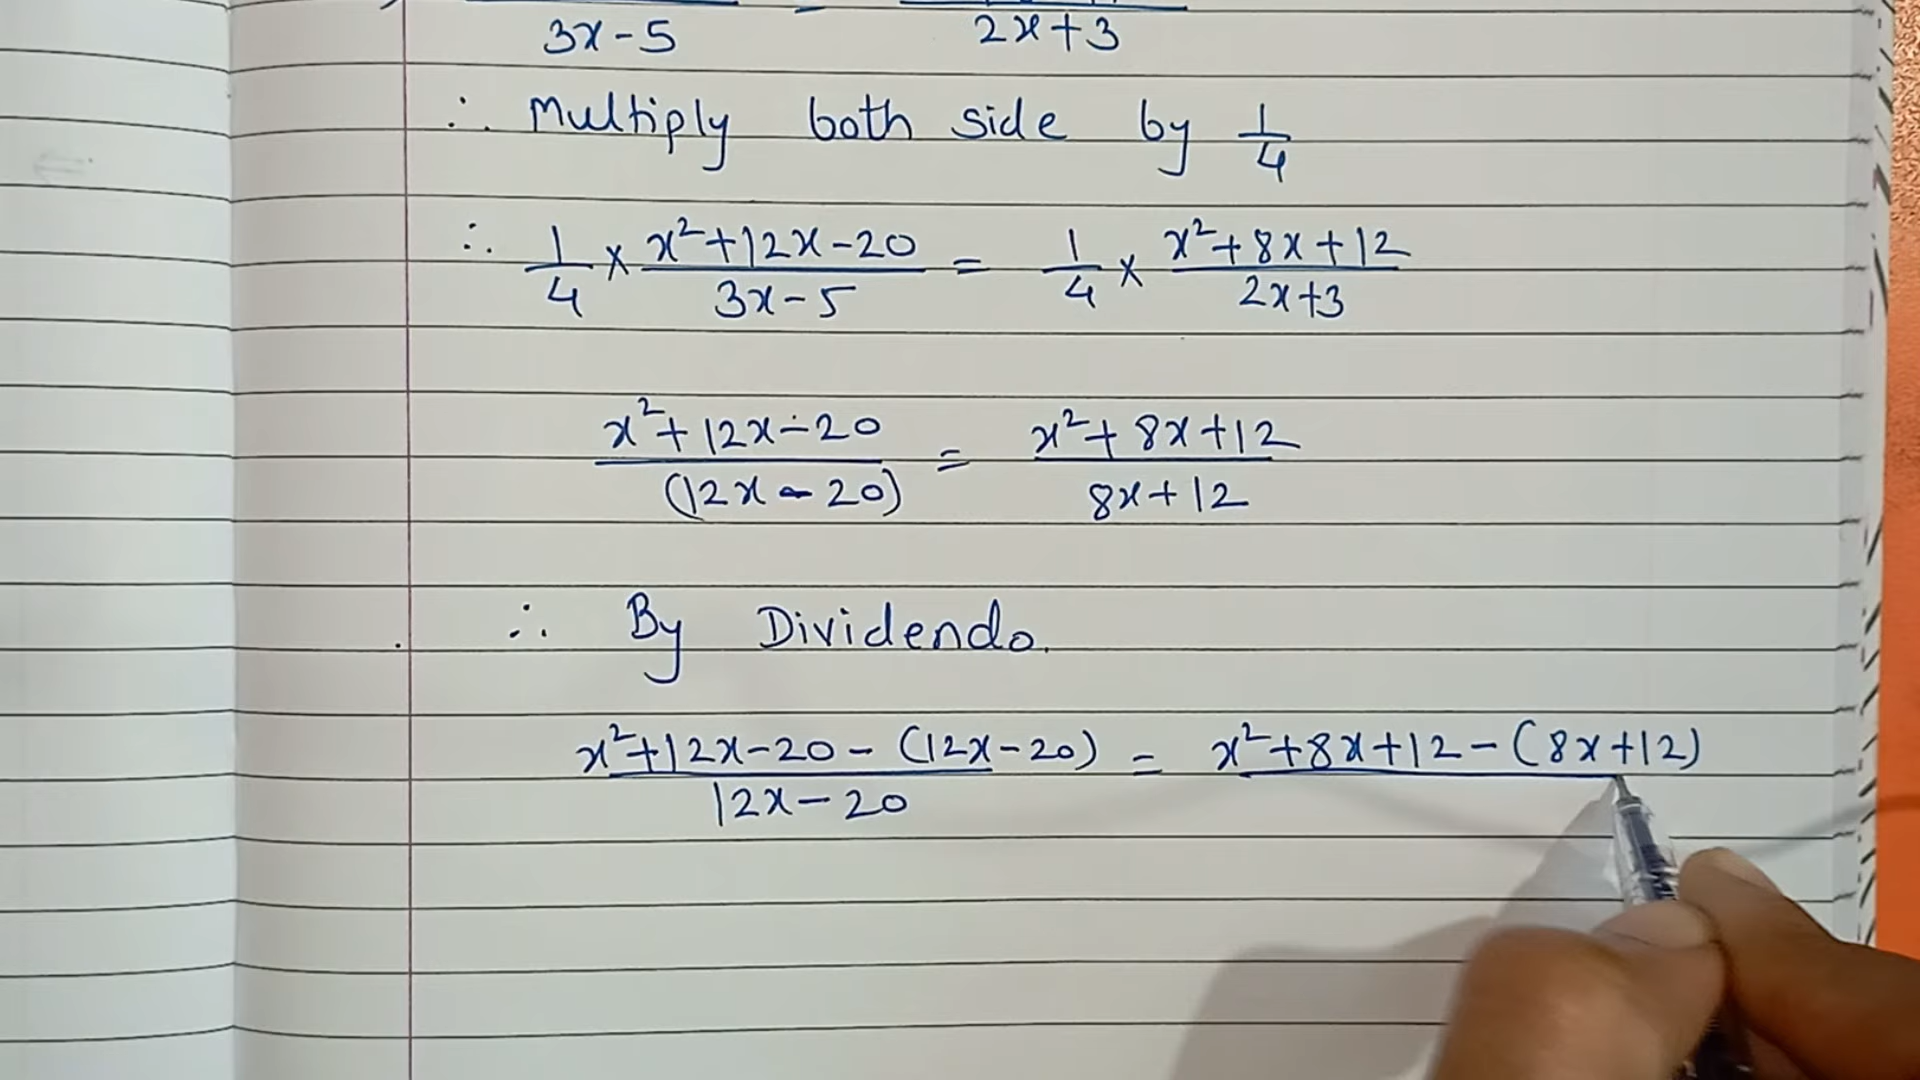 3x-5 = 2x+3
∴ Multiply both side by 1/4
∴ 1/4 × (x²+12x-20)/(3x-5) = 1/4 × (x²+8x+12)/(2x+3)
(x²+12x-20)/((12x-20)) = (x²+8x+12)/(8x+12)
∴ By Dividendo.
(x²+12x-20-(12x-20))/(12x-20) = x²+8x+12-(8x+12)